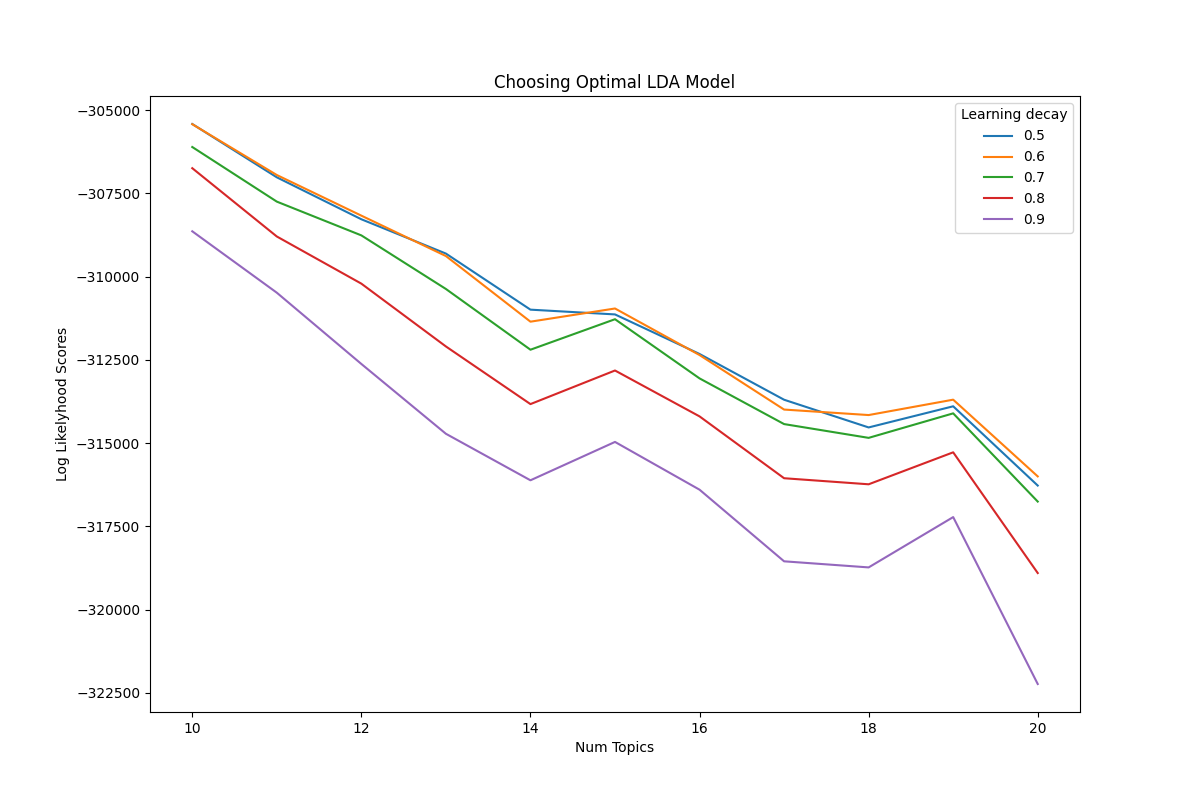 Choosing Optimal LDA Model
Log Likelyhood Scores
−305000
−307500
−310000
−312500
−315000
−317500
−320000
−322500
Learning decay
0.5
0.6
0.7
0.8
0.9
10 12 14 16 18 20
Num Topics